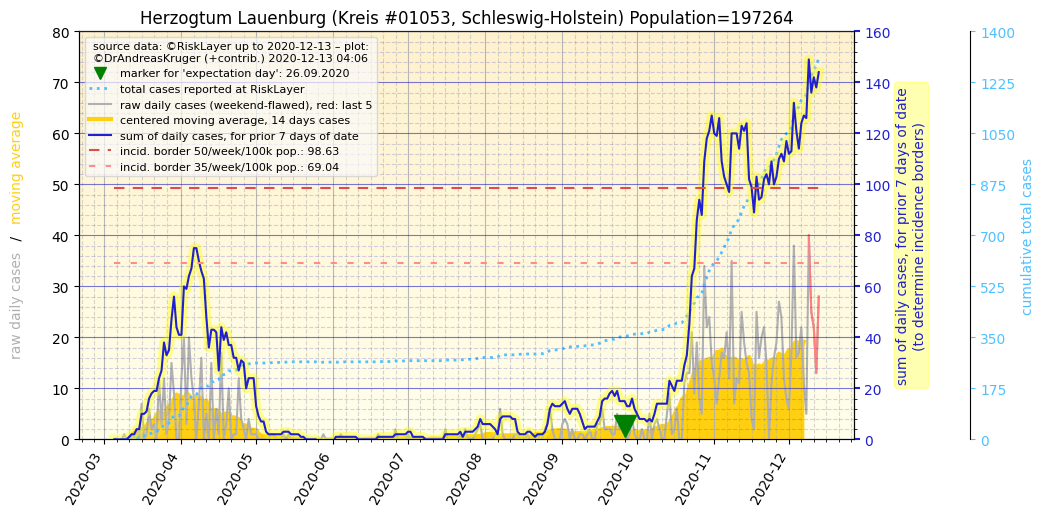 Herzogtum Lauenburg (Kreis #01053, Schleswig-Holstein) Population=197264
source data: ©RiskLayer up to 2020-12-13 – plot:
©DrAndreasKruger (+contrib.) 2020-12-13 04:06
marker for 'expectation day': 26.09.2020
total cases reported at RiskLayer
raw daily cases (weekend-flawed), red: last 5
centered moving average, 14 days cases
sum of daily cases, for prior 7 days of date
incid. border 50/week/100k pop.: 98.63
incid. border 35/week/100k pop.: 69.04
raw daily cases / moving average
80
70
60
50
40
30
20
10
0
2020-03
2020-04
2020-05
2020-06
2020-07
2020-08
2020-09
2020-10
2020-11
2020-12
160
140
120
100
80
60
40
20
0
sum of daily cases, for prior 7 days of date
(to determine incidence borders)
1400
1225
1050
875
700
525
350
175
0
cumulative total cases